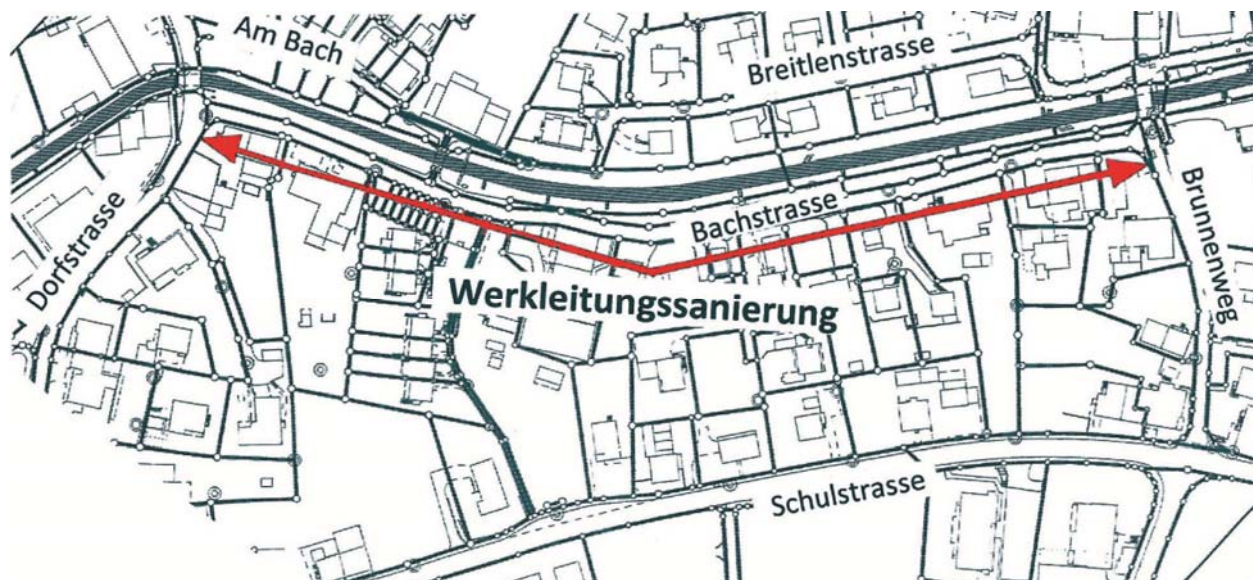 Am Bach
Breitlenstrasse
Dorfstrasse
Bachstrasse
Brunnenweg
Werkleitungssanierung
Schulstrasse